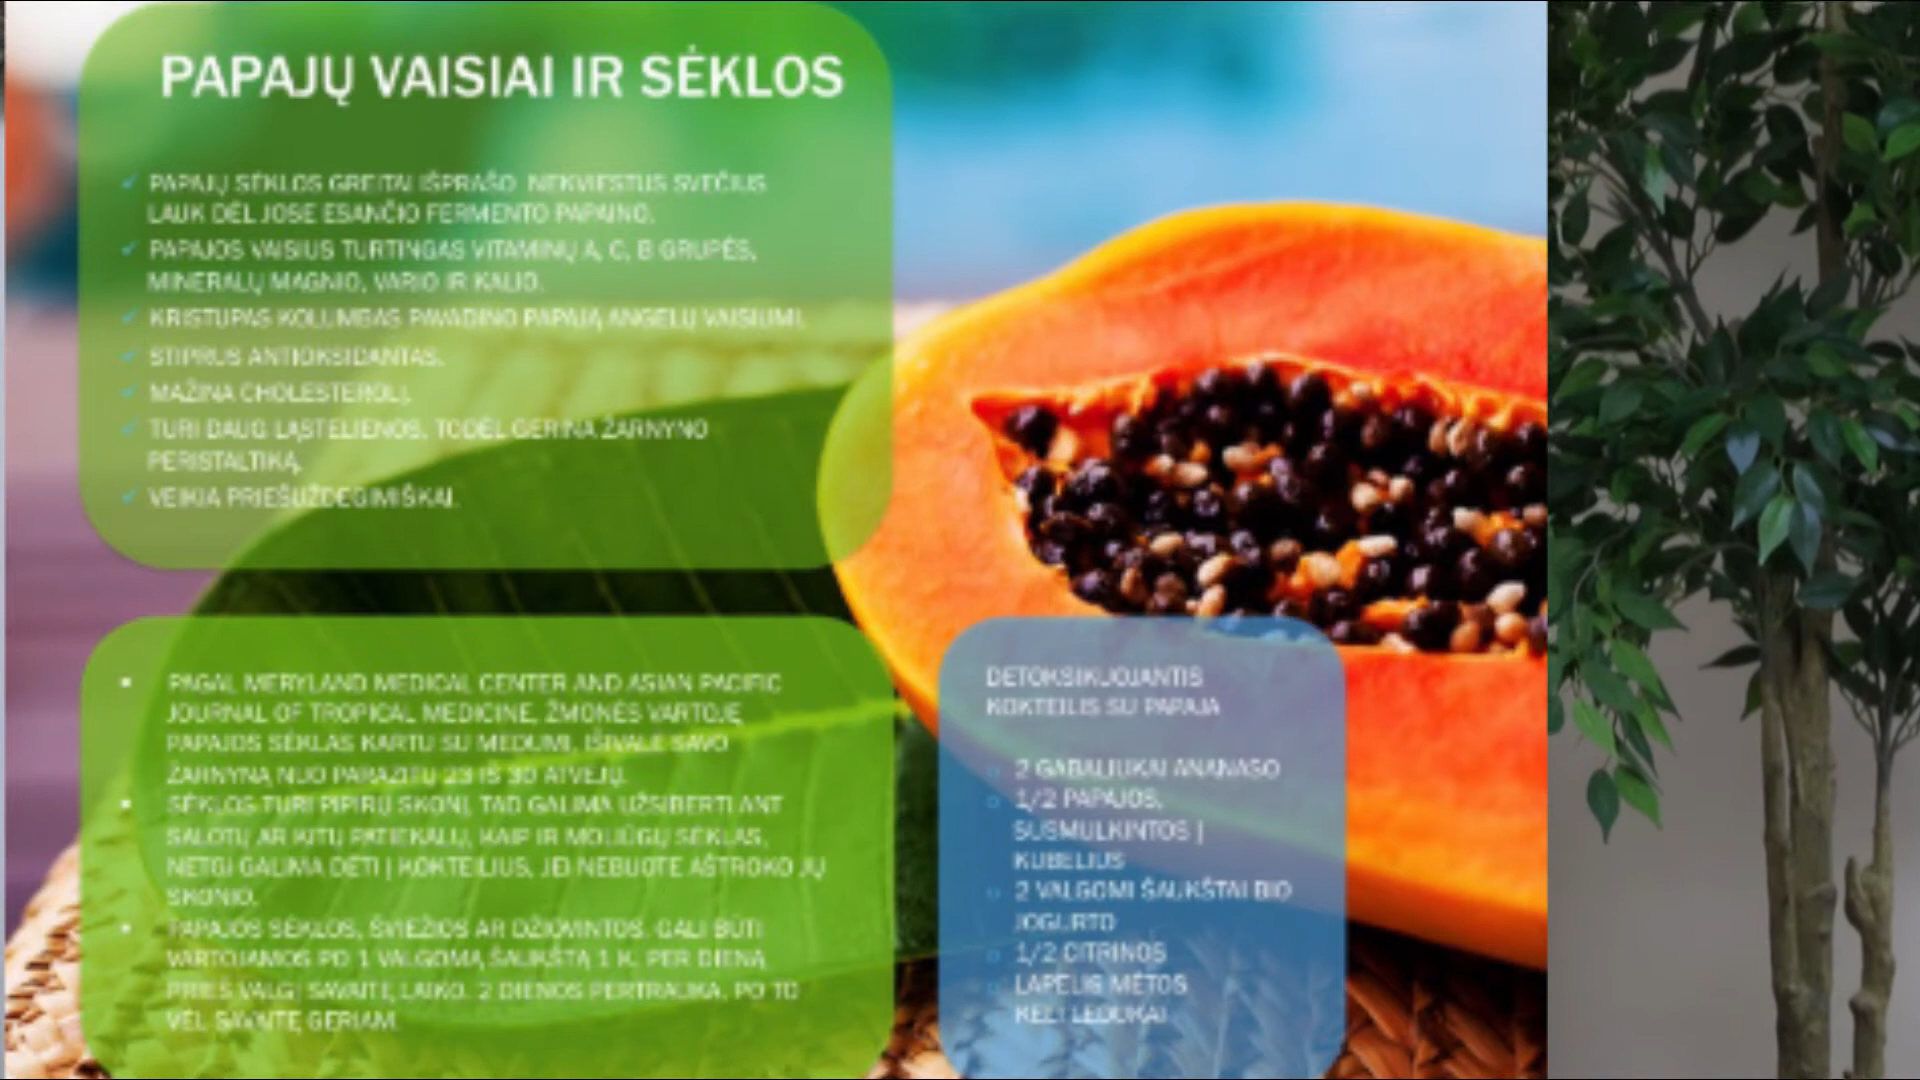 PAPAJŲ VAISIAI IR SĖKLOS
PAPAJŲ SĖKLOS GREITAI IŠPRAŠO NEKVIESTUS SVEČIUS
LAUK DĖL JOSE ESANČIO FERMENTO PAPAINO.
PAPAJOS VAISIUS TURTINGAS VITAMINŲ A, C, B GRUPĖS,
MINERALŲ MAGNIO, VARIO IR KALIO.
KRISTUPAS KOLUMBAS PAVADINO PAPAJĄ ANGELŲ VAISIUMI.
STIPRUS ANTIOKSIDANTAS.
MAŽINA CHOLESTEROLĮ.
TURI DAUG LĄSTELIENOS, TODĖL GERINA ŽARNYNO
PERISTALTIKĄ.
VEIKIA PRIEŠUŽDEGIMIŠKAI.
PAGAL MERYLAND MEDICAL CENTER AND ASIAN PACIFIC
JOURNAL OF TROPICAL MEDICINE, ŽMONĖS VARTOJĘ
PAPAJOS SĖKLAS KARTU SU MEDUMI, IŠVALĖ SAVO
ŽARNYNĄ NUO PARAZITŲ 23 IŠ 30 ATVEJŲ.
SĖKLOS TURI PIPIRŲ SKONĮ, TAD GALIMA UŽSIBERTI ANT
SALOTŲ AR KITŲ PATIEKALŲ, KAIP IR MOLIŪGŲ SĖKLAS,
NETGI GALIMA DĖTI Į KOKTEILIUS, JEI NEBIJOTE AŠTROKO JŲ
SKONIO.
PAPAJOS SĖKLOS, ŠVIEŽIOS AR DŽIOVINTOS, GALI BŪTI
VARTOJAMOS PO 1 VALGOMĄ ŠAUKŠTĄ 1 K. PER DIENĄ
PRIEŠ VALGĮ SAVAITĘ LAIKO. 2 DIENOS PERTRAUKA, PO TO
VĖL SAVAITĘ GERIAM.
DETOKSIKUOJANTIS
KOKTEILIS SU PAPAJA
2 GABALIUKAI ANANASO
1/2 PAPAJOS,
SUSMULKINTOS Į
KUBELIUS
2 VALGOMI ŠAUKŠTAI BIO
JOGURTO
1/2 CITRINOS
LAPELIS MĖTOS
KELI LEDUKAI